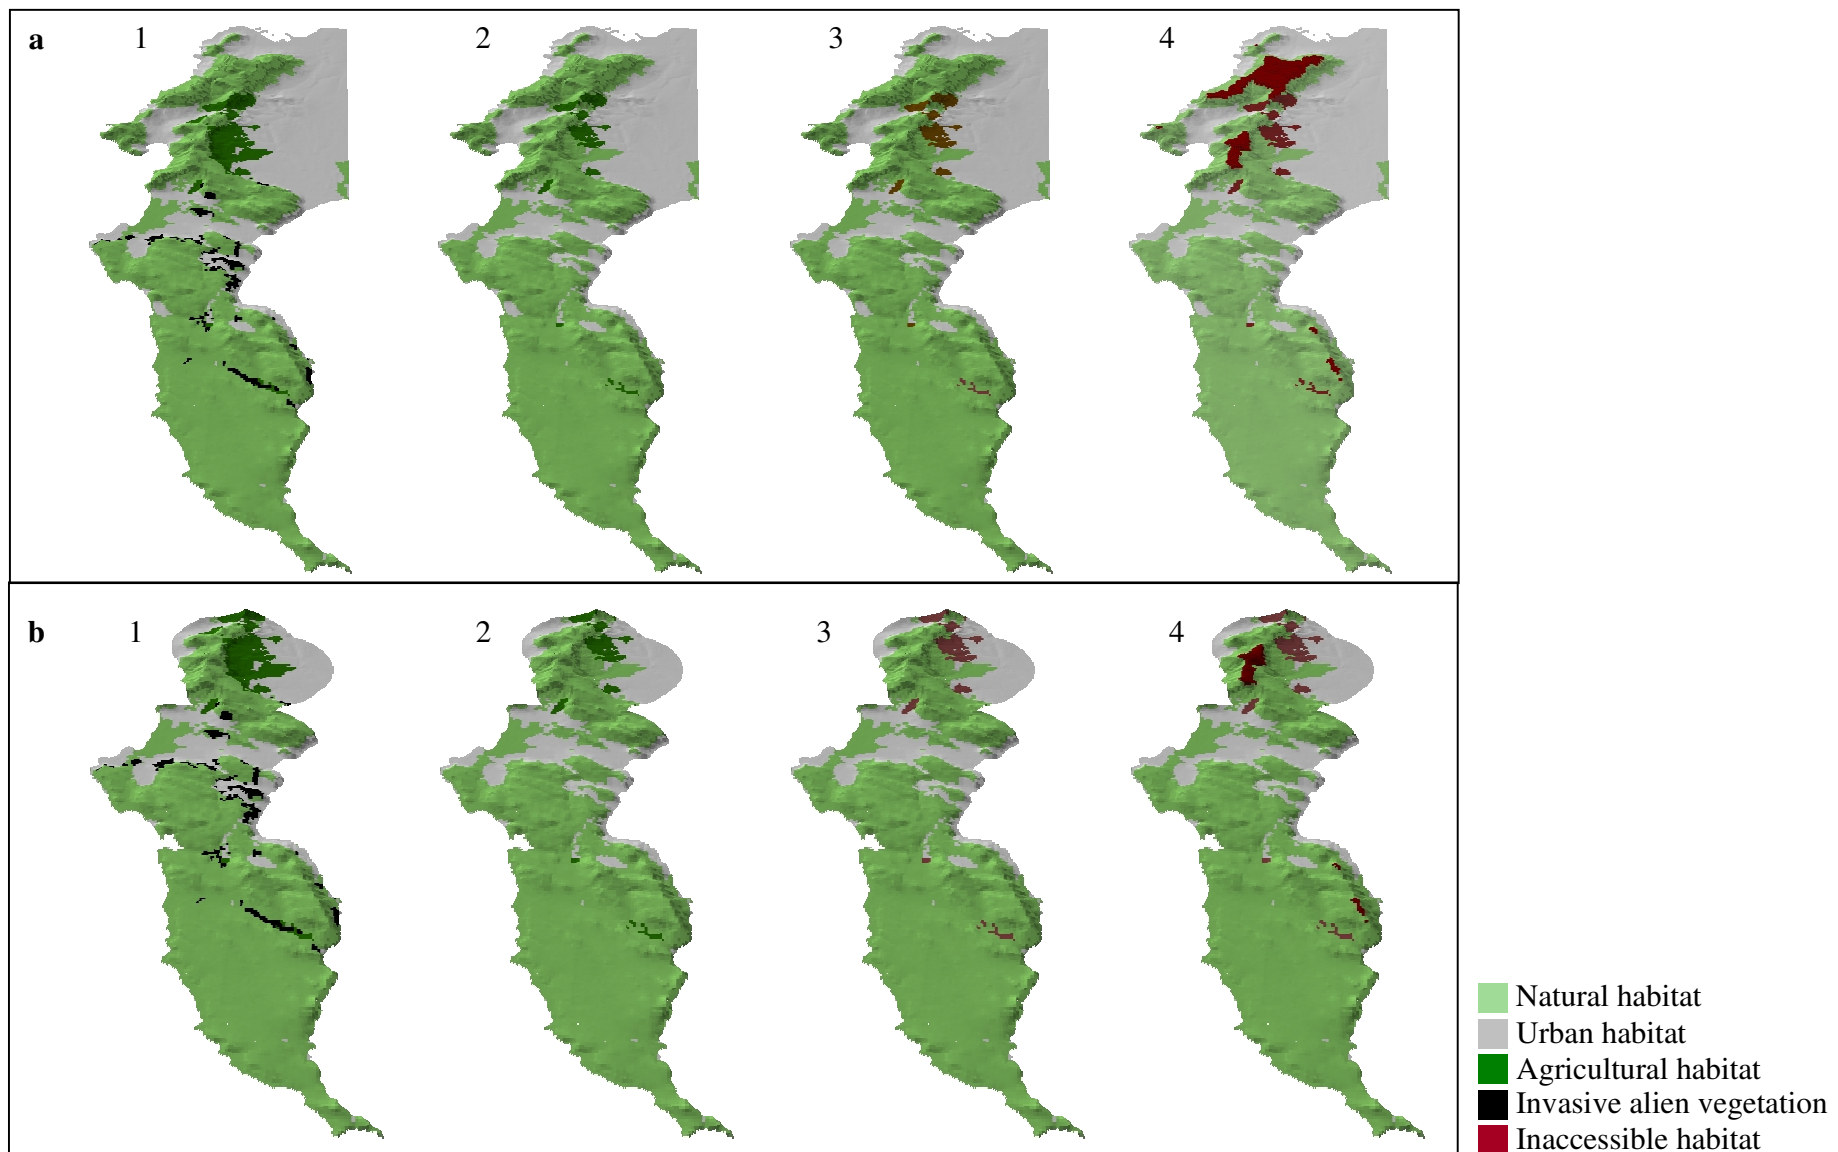 a 1 2 3 4
b 1 2 3 4
Natural habitat
Urban habitat
Agricultural habitat
Invasive alien vegetation
Inaccessible habitat